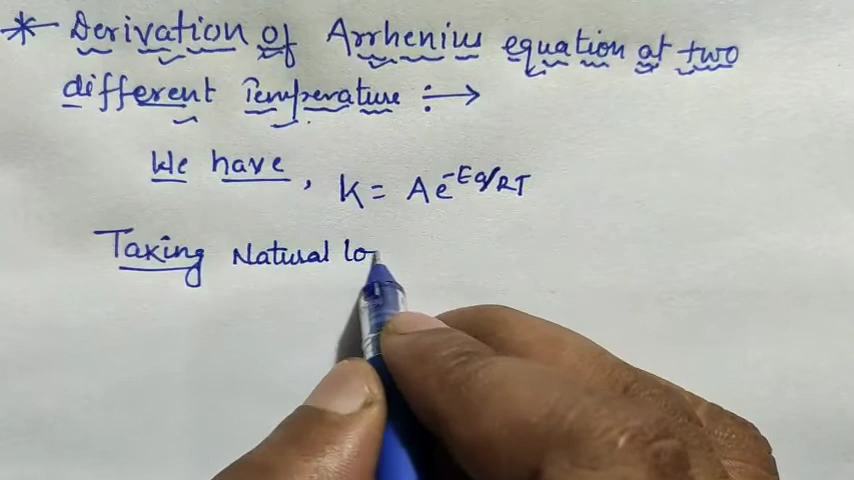 * Derivation of Arrhenius equation at two
different Temperature :→
We have, K = Ae^-Ea/RT
Taking Natural lo